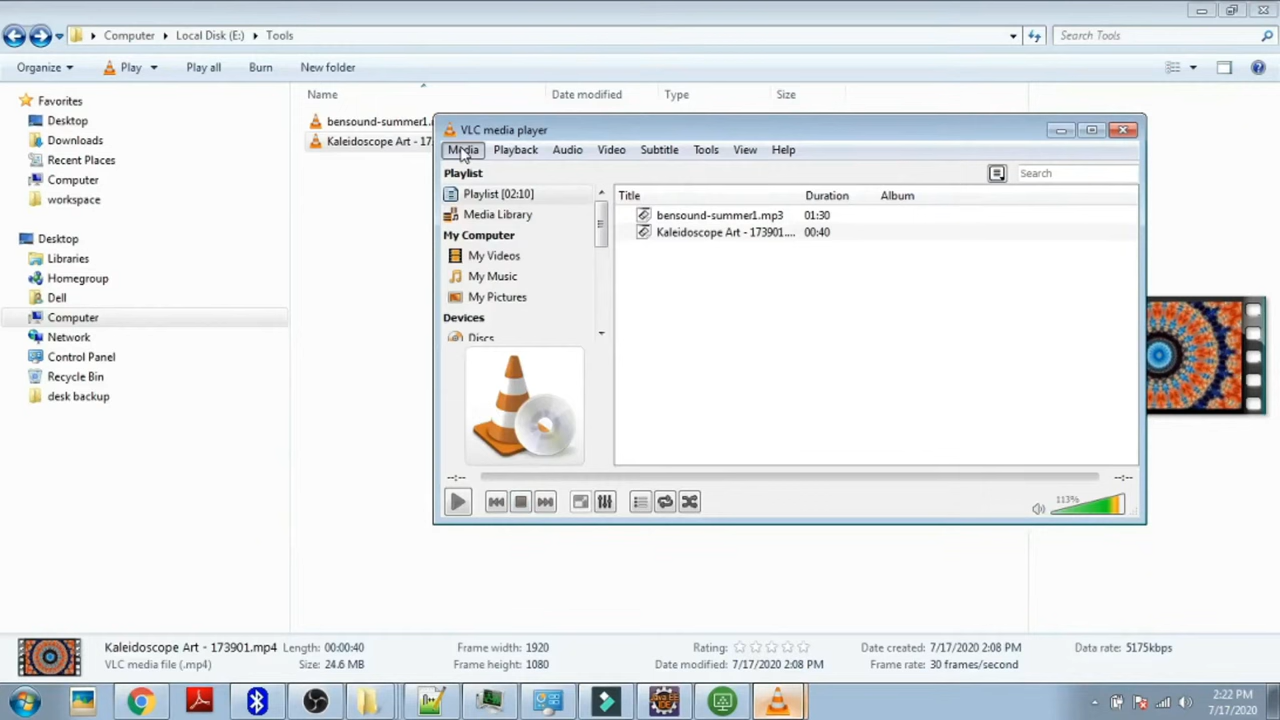 Computer Local Disk (E:) Tools Search Tools
Organize Play Play all Burn New folder
Favorites
Desktop
Downloads
Recent Places
Computer
workspace
Desktop
Libraries
Homegroup
Dell
Computer
Network
Control Panel
Recycle Bin
desk backup
Name Date modified Type Size
bensound-summer1.
Kaleidoscope Art - 17
VLC media player
Media Playback Audio Video Subtitle Tools View Help
Playlist
Search
Playlist [02:10]
Media Library
My Computer
My Videos
My Music
My Pictures
Devices
Discs
Title Duration Album
bensound-summer1.mp3 01:30
Kaleidoscope Art - 173901.... 00:40
--:-- --:--
113%
Kaleidoscope Art - 173901.mp4 Length: 00:00:40 Frame width: 1920 Rating: Date created: 7/17/2020 2:08 PM Data rate: 5175kbps
VLC media file (.mp4) Size: 24.6 MB Frame height: 1080 Date modified: 7/17/2020 2:08 PM Frame rate: 30 frames/second
2:22 PM
7/17/2020